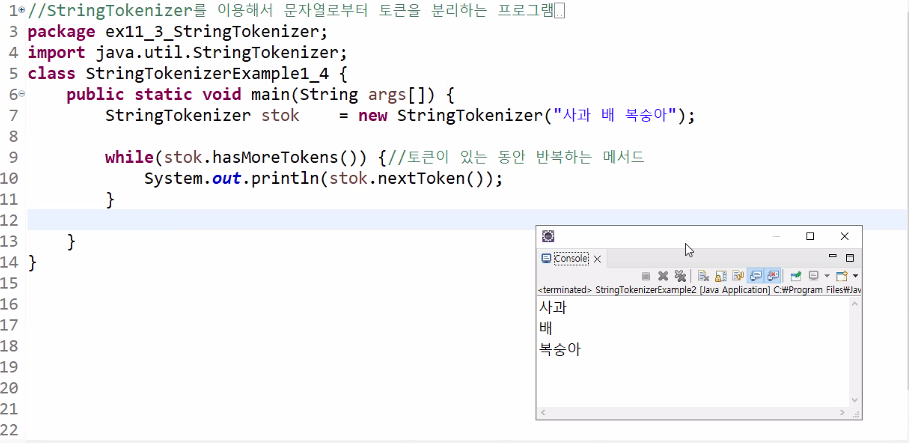 1 //StringTokenizer를 이용해서 문자열로부터 토큰을 분리하는 프로그램
3 package ex11_3_StringTokenizer;
4 import java.util.StringTokenizer;
5 class StringTokenizerExample1_4 {
6 public static void main(String args[]) {
7 StringTokenizer stok = new StringTokenizer("사과 배 복숭아");
8
9 while(stok.hasMoreTokens()) {//토큰이 있는 동안 반복하는 메서드
10 System.out.println(stok.nextToken());
11 }
12
13 }
14 }
15
16
17
18
19
20
21
22
Console
<terminated> StringTokenizerExample2 [Java Application] C:₩Program Files₩Jav
사과
배
복숭아